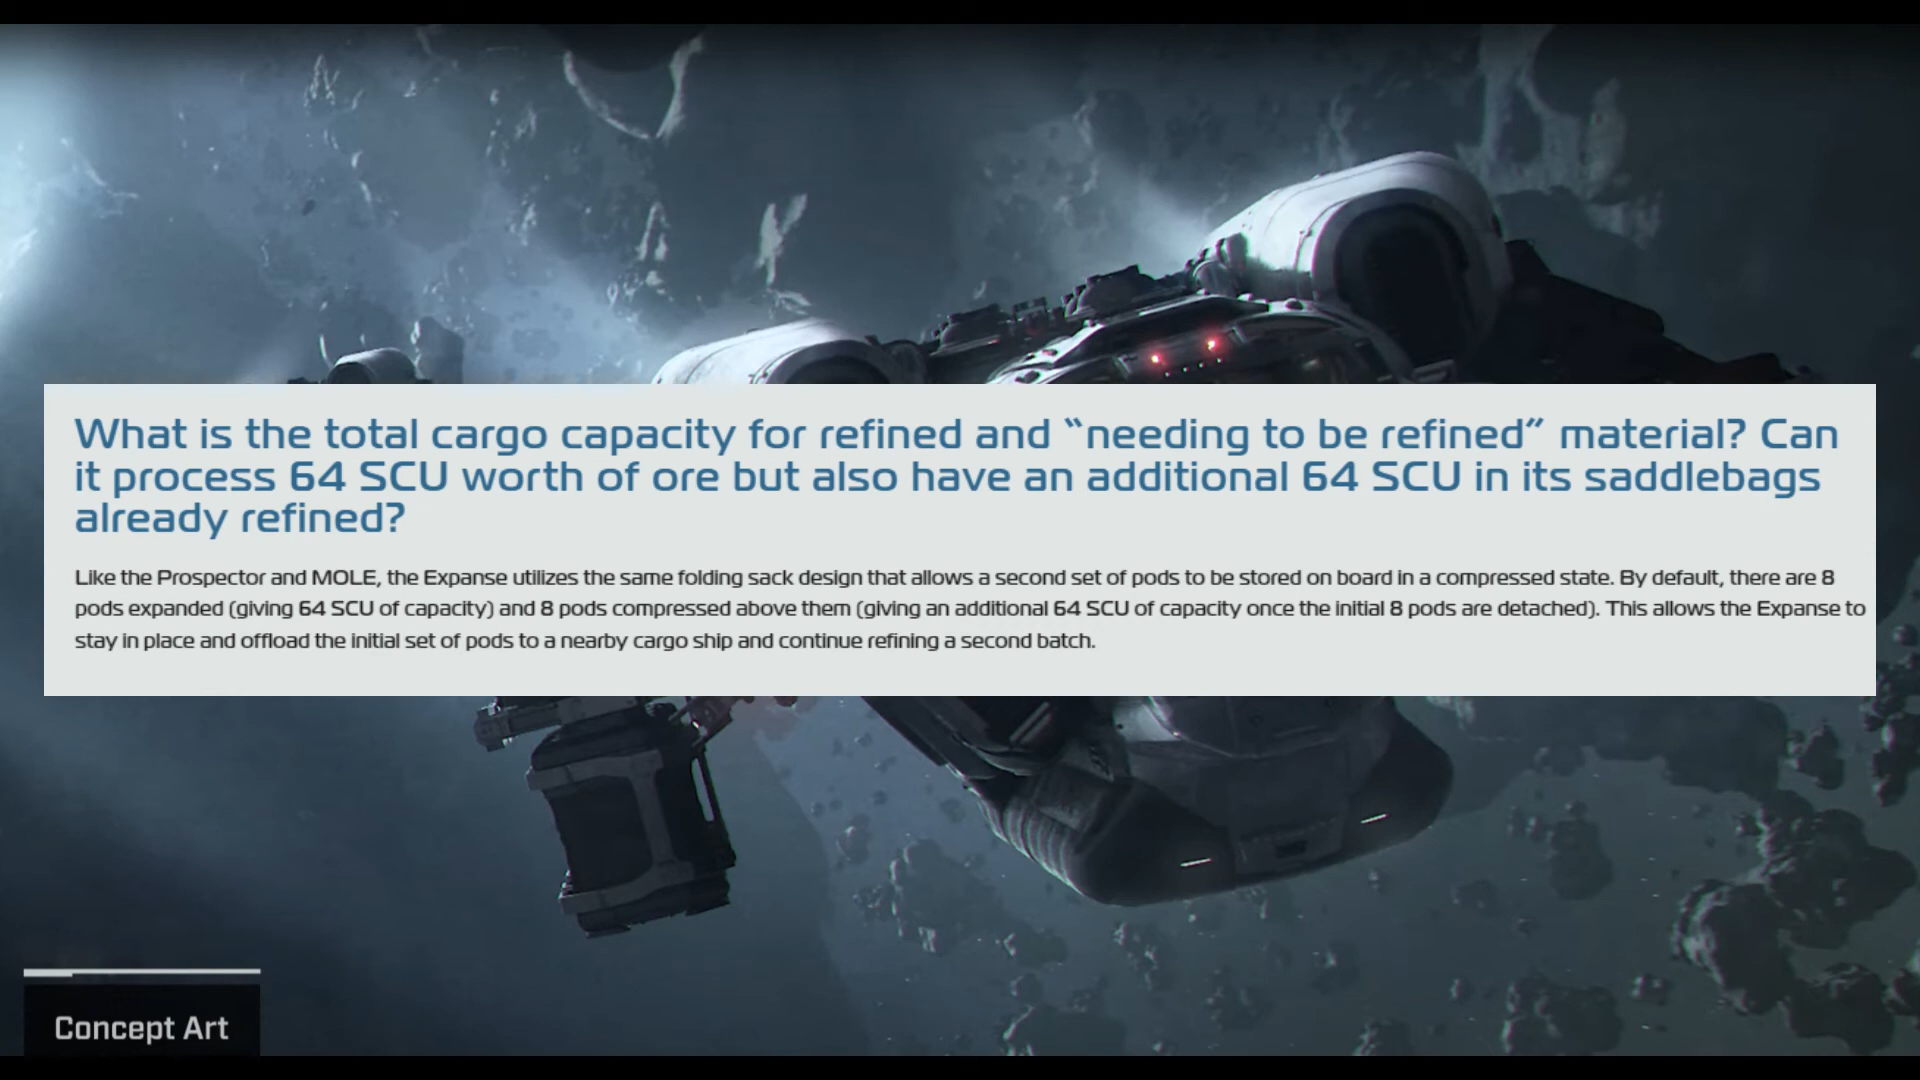 What is the total cargo capacity for refined and “needing to be refined” material? Can
it process 64 SCU worth of ore but also have an additional 64 SCU in its saddlebags
already refined?
Like the Prospector and MOLE, the Expanse utilizes the same folding sack design that allows a second set of pods to be stored on board in a compressed state. By default, there are 8
pods expanded (giving 64 SCU of capacity) and 8 pods compressed above them (giving an additional 64 SCU of capacity once the initial 8 pods are detached). This allows the Expanse to
stay in place and offload the initial set of pods to a nearby cargo ship and continue refining a second batch.
Concept Art